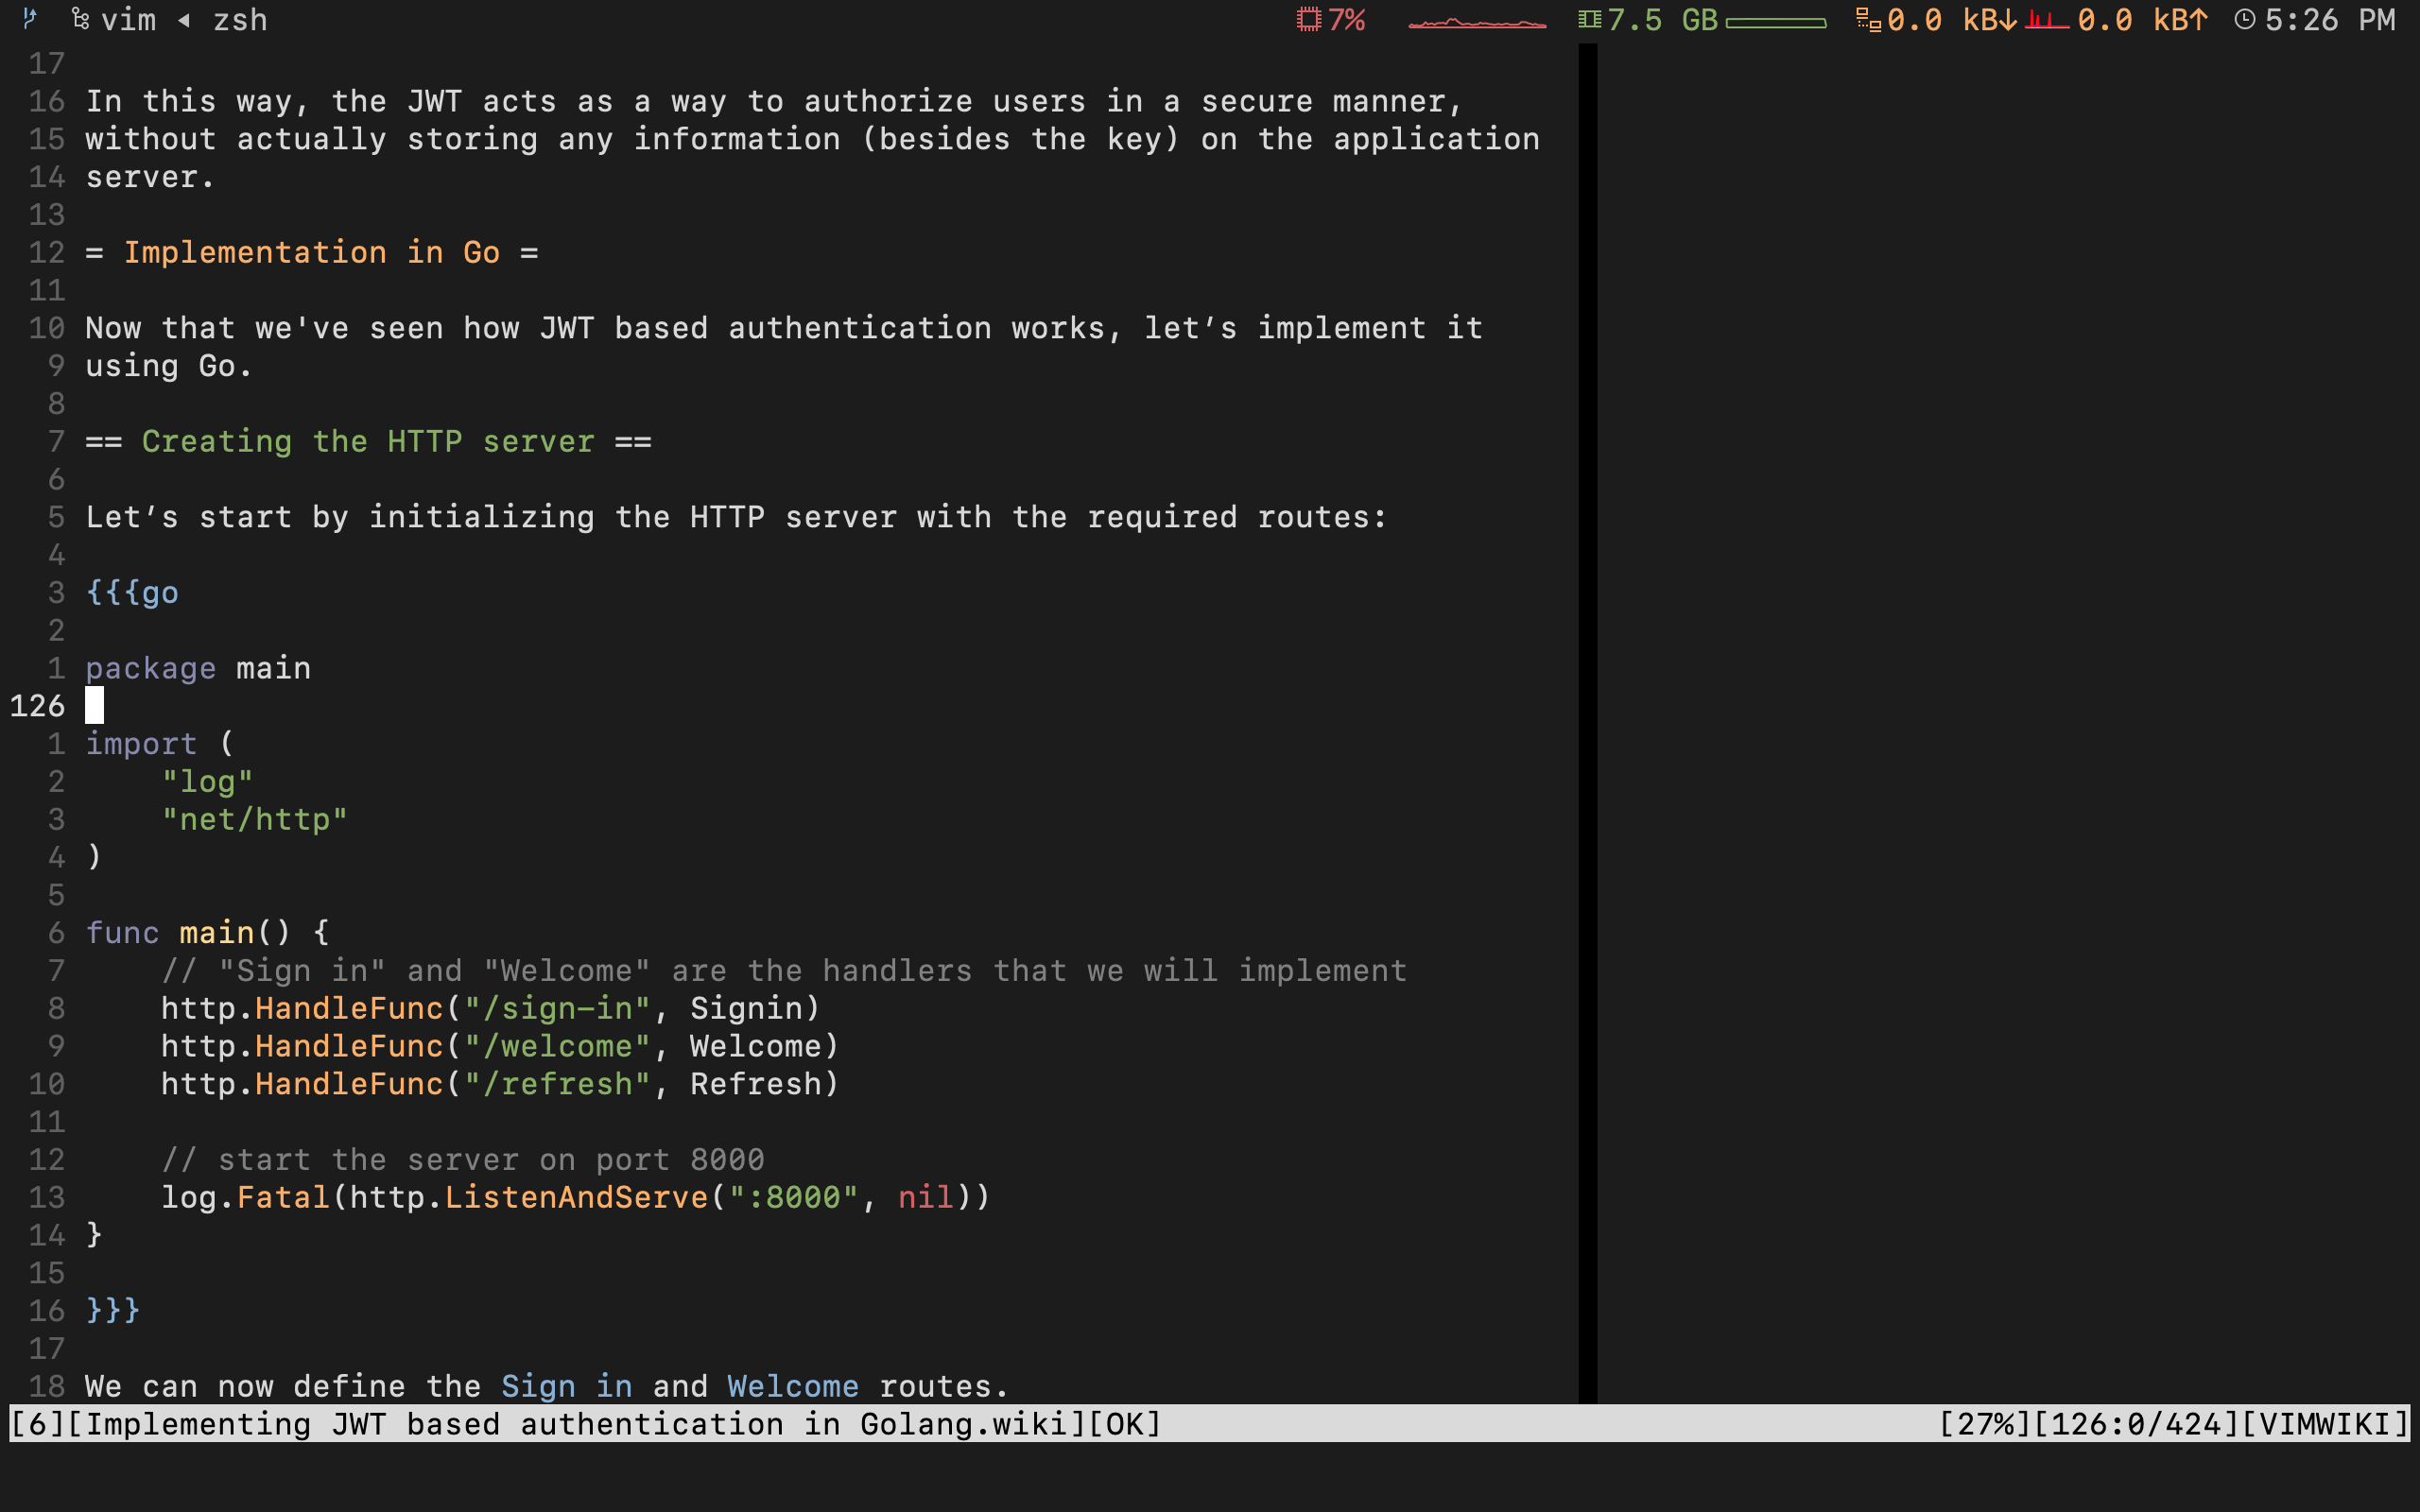 vim ◂ zsh 7% 7.5 GB 0.0 kB↓ 0.0 kB↑ 5:26 PM
17
16 In this way, the JWT acts as a way to authorize users in a secure manner,
15 without actually storing any information (besides the key) on the application
14 server.
13
12 = Implementation in Go =
11
10 Now that we've seen how JWT based authentication works, let’s implement it
9 using Go.
8
7 == Creating the HTTP server ==
6
5 Let’s start by initializing the HTTP server with the required routes:
4
3 {{{go
2
1 package main
126
1 import (
2     "log"
3     "net/http"
4 )
5
6 func main() {
7     // "Sign in" and "Welcome" are the handlers that we will implement
8     http.HandleFunc("/sign-in", Signin)
9     http.HandleFunc("/welcome", Welcome)
10     http.HandleFunc("/refresh", Refresh)
11
12     // start the server on port 8000
13     log.Fatal(http.ListenAndServe(":8000", nil))
14 }
15
16 }}}
17
18 We can now define the Sign in and Welcome routes.
[6][Implementing JWT based authentication in Golang.wiki][OK] [27%][126:0/424][VIMWIKI]